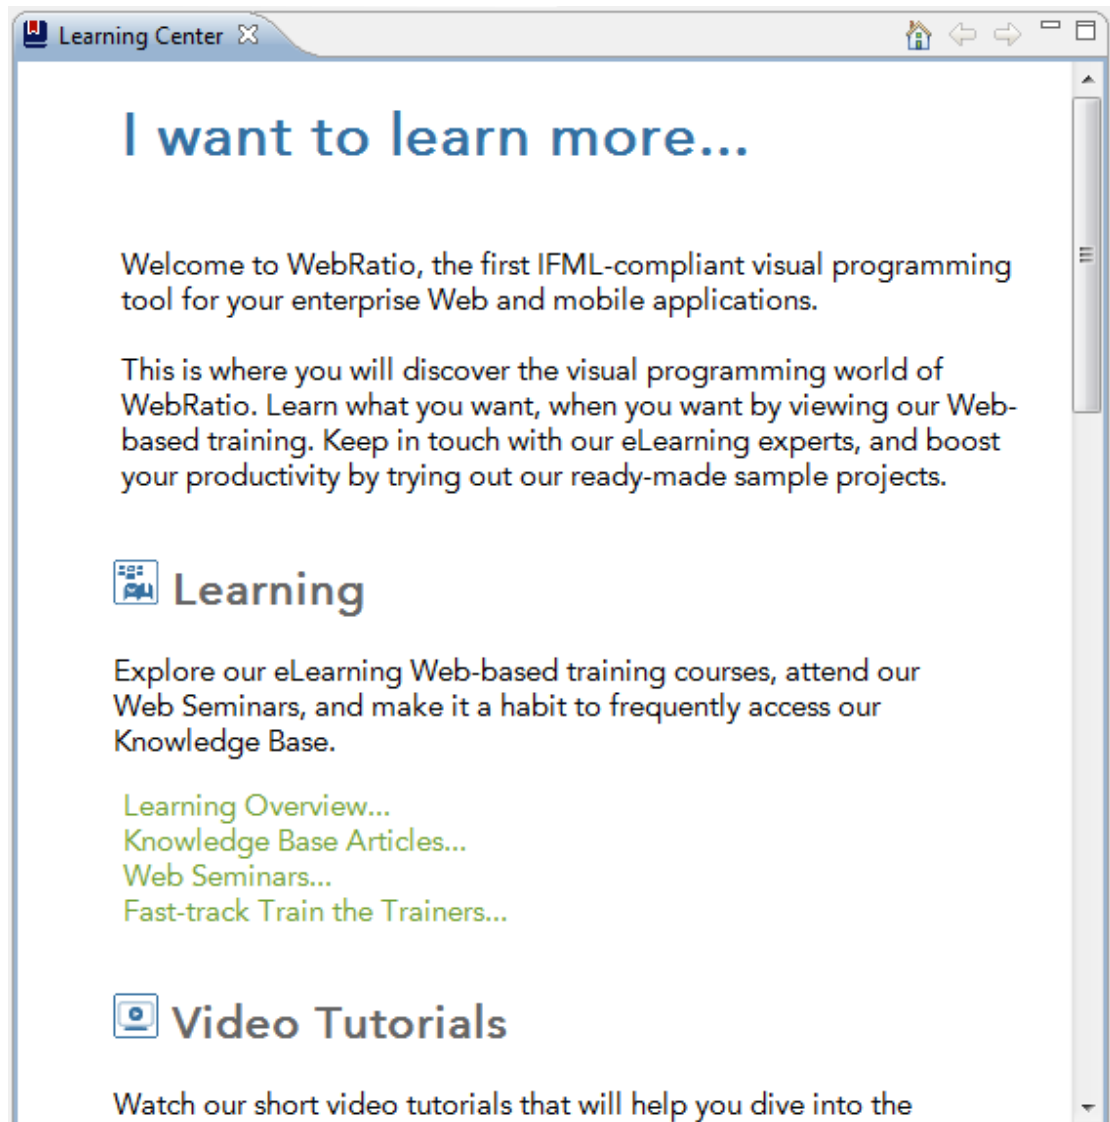 Learning Center
I want to learn more...
Welcome to WebRatio, the first IFML-compliant visual programming
tool for your enterprise Web and mobile applications.
This is where you will discover the visual programming world of
WebRatio. Learn what you want, when you want by viewing our Web-
based training. Keep in touch with our eLearning experts, and boost
your productivity by trying out our ready-made sample projects.
Learning
Explore our eLearning Web-based training courses, attend our
Web Seminars, and make it a habit to frequently access our
Knowledge Base.
Learning Overview...
Knowledge Base Articles...
Web Seminars...
Fast-track Train the Trainers...
Video Tutorials
Watch our short video tutorials that will help you dive into the